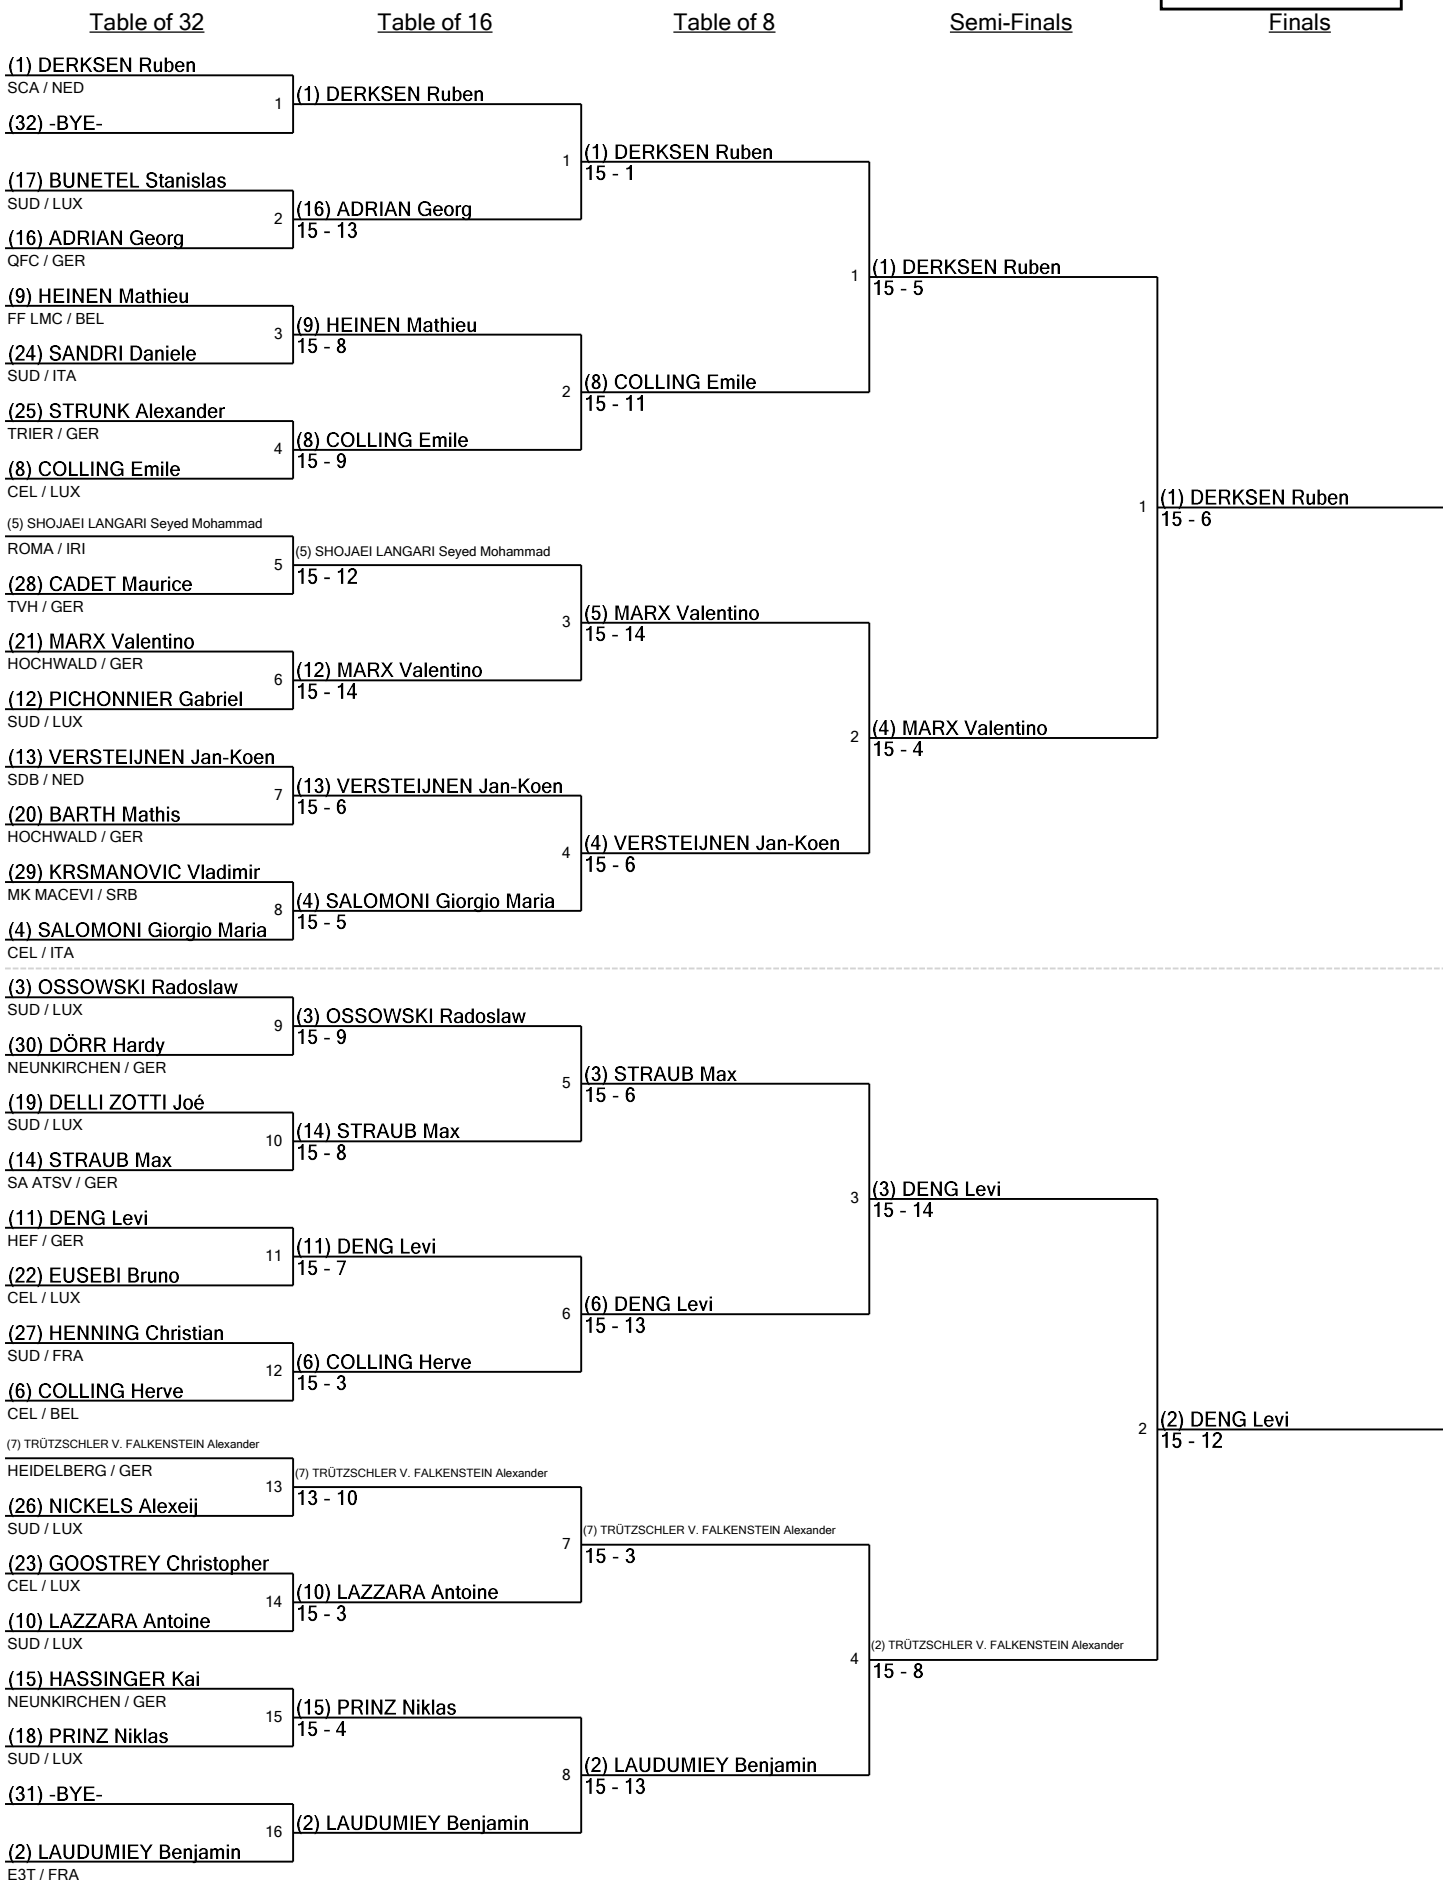 Table of 32
Table of 16
Table of 8
Semi-Finals
Finals
(1) DERKSEN Ruben
SCA / NED
1
(32) -BYE-
(17) BUNETEL Stanislas
SUD / LUX
2
(16) ADRIAN Georg
QFC / GER
(9) HEINEN Mathieu
FF LMC / BEL
3
(24) SANDRI Daniele
SUD / ITA
(25) STRUNK Alexander
TRIER / GER
4
(8) COLLING Emile
CEL / LUX
(5) SHOJAEI LANGARI Seyed Mohammad
ROMA / IRI
5
(28) CADET Maurice
TVH / GER
(21) MARX Valentino
HOCHWALD / GER
6
(12) PICHONNIER Gabriel
SUD / LUX
(13) VERSTEIJNEN Jan-Koen
SDB / NED
7
(20) BARTH Mathis
HOCHWALD / GER
(29) KRSMANOVIC Vladimir
MK MACEVI / SRB
8
(4) SALOMONI Giorgio Maria
CEL / ITA
(3) OSSOWSKI Radoslaw
SUD / LUX
9
(30) DÖRR Hardy
NEUNKIRCHEN / GER
(19) DELLI ZOTTI Joé
SUD / LUX
10
(14) STRAUB Max
SA ATSV / GER
(11) DENG Levi
HEF / GER
11
(22) EUSEBI Bruno
CEL / LUX
(27) HENNING Christian
SUD / FRA
12
(6) COLLING Herve
CEL / BEL
(7) TRÜTZSCHLER V. FALKENSTEIN Alexander
HEIDELBERG / GER
13
(26) NICKELS Alexeij
SUD / LUX
(23) GOOSTREY Christopher
CEL / LUX
14
(10) LAZZARA Antoine
SUD / LUX
(15) HASSINGER Kai
NEUNKIRCHEN / GER
15
(18) PRINZ Niklas
SUD / LUX
(31) -BYE-
16
(2) LAUDUMIEY Benjamin
E3T / FRA
(1) DERKSEN Ruben
1
(16) ADRIAN Georg
15 - 13
(9) HEINEN Mathieu
15 - 8
2
(8) COLLING Emile
15 - 9
(5) SHOJAEI LANGARI Seyed Mohammad
15 - 12
3
(12) MARX Valentino
15 - 14
(13) VERSTEIJNEN Jan-Koen
15 - 6
4
(4) SALOMONI Giorgio Maria
15 - 5
(3) OSSOWSKI Radoslaw
15 - 9
5
(14) STRAUB Max
15 - 8
(11) DENG Levi
15 - 7
6
(6) COLLING Herve
15 - 3
(7) TRÜTZSCHLER V. FALKENSTEIN Alexander
13 - 10
7
(10) LAZZARA Antoine
15 - 3
(15) PRINZ Niklas
15 - 4
8
(2) LAUDUMIEY Benjamin
(1) DERKSEN Ruben
15 - 1
1
(8) COLLING Emile
15 - 11
(5) MARX Valentino
15 - 14
2
(4) VERSTEIJNEN Jan-Koen
15 - 6
(3) STRAUB Max
15 - 6
3
(6) DENG Levi
15 - 13
(7) TRÜTZSCHLER V. FALKENSTEIN Alexander
15 - 3
4
(2) LAUDUMIEY Benjamin
15 - 13
(1) DERKSEN Ruben
15 - 5
1
(4) MARX Valentino
15 - 4
(3) DENG Levi
15 - 14
2
(2) TRÜTZSCHLER V. FALKENSTEIN Alexander
15 - 8
(1) DERKSEN Ruben
15 - 6
(2) DENG Levi
15 - 12